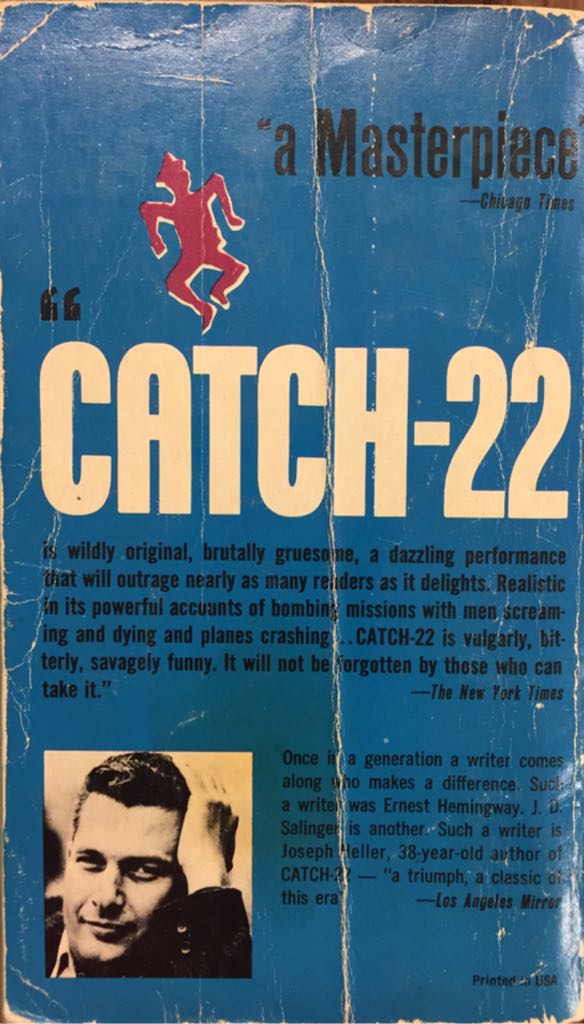 "a Masterpiece"
—Chicago Times
"
CATCH-22
is wildly original, brutally gruesome, a dazzling performance
that will outrage nearly as many readers as it delights. Realistic
in its powerful accounts of bombing missions with men scream-
ing and dying and planes crashing... CATCH-22 is vulgarly, bit-
terly, savagely funny. It will not be forgotten by those who can
take it."
—The New York Times
Once in a generation a writer comes
along who makes a difference. Such
a writer was Ernest Hemingway. J. D.
Salinger is another. Such a writer is
Joseph Heller, 38-year-old author of
CATCH-22 — "a triumph, a classic of
this era"
—Los Angeles Mirror
Printed in USA